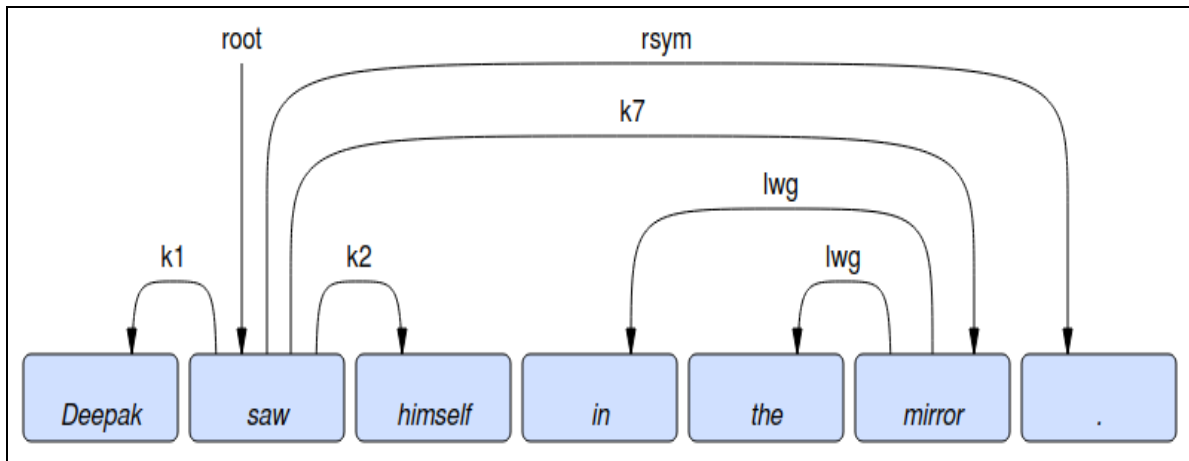 root rsym
k7
lwg
k1 k2 lwg
Deepak saw himself in the mirror .